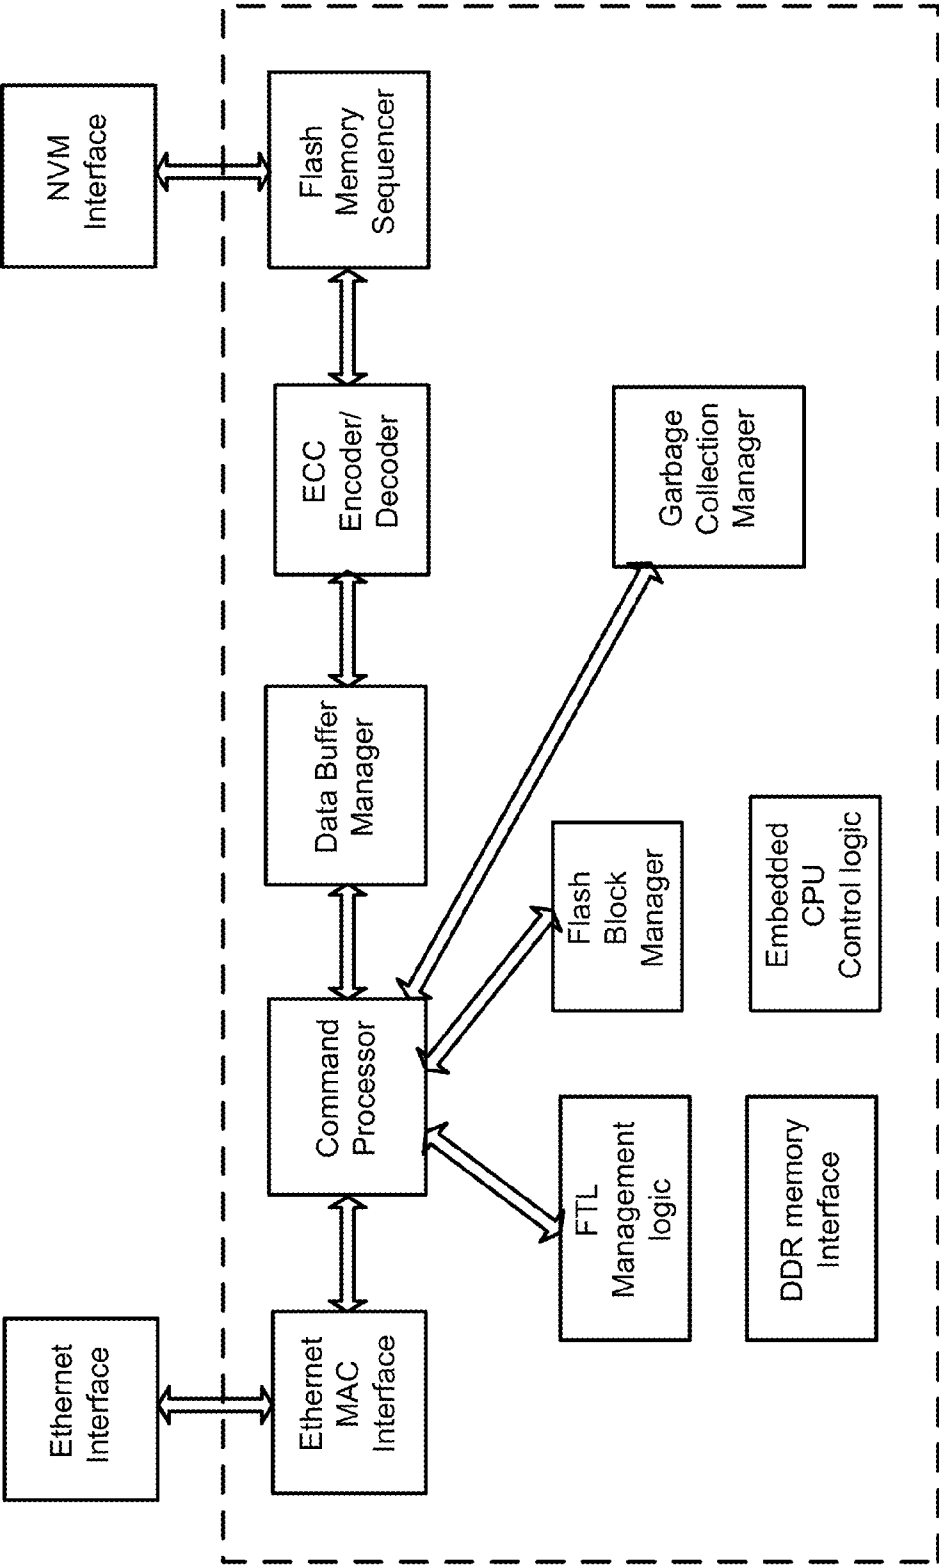 Ethernet
Interface
NVM
Interface
Ethernet
MAC
Interface
Command
Processor
Data Buffer
Manager
ECC
Encoder/
Decoder
Flash
Memory
Sequencer
FTL
Management
logic
Flash
Block
Manager
Garbage
Collection
Manager
DDR memory
Interface
Embedded
CPU
Control logic